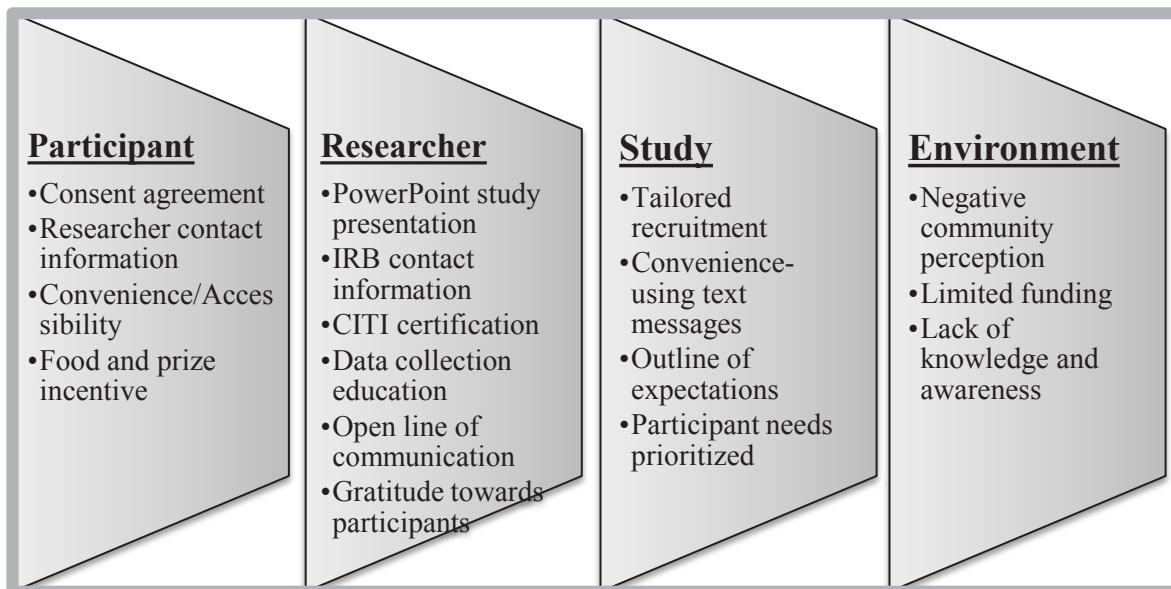 Participant
•Consent agreement
•Researcher contact
information
•Convenience/Acces
sibility
•Food and prize
incentive
Researcher
•PowerPoint study
presentation
•IRB contact
information
•CITI certification
•Data collection
education
•Open line of
communication
•Gratitude towards
participants
Study
•Tailored
recruitment
•Convenience-
using text
messages
•Outline of
expectations
•Participant needs
prioritized
Environment
•Negative
community
perception
•Limited funding
•Lack of
knowledge and
awareness